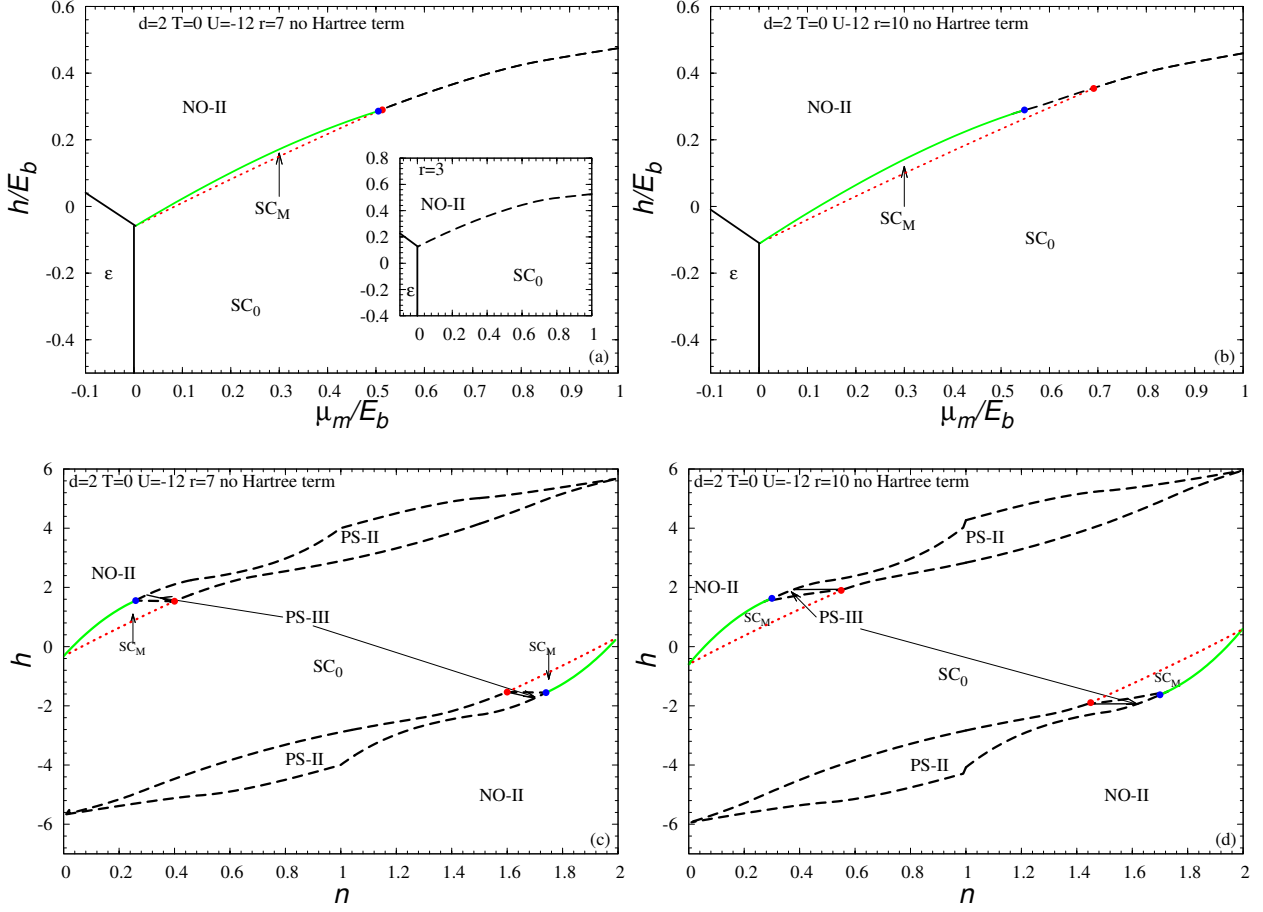 d=2 T=0 U=-12 r=7 no Hartree term
h/E_b
0.6
0.4
0.2
0
-0.2
-0.4
NO-II
SC_M
ε
SC_0
(a)
-0.1 0 0.1 0.2 0.3 0.4 0.5 0.6 0.7 0.8 0.9 1
μ_m/E_b
r=3
0.8
0.6
0.4
0.2
0
-0.2
-0.4
NO-II
ε
SC_0
0 0.2 0.4 0.6 0.8 1
d=2 T=0 U-12 r=10 no Hartree term
h/E_b
0.6
0.4
0.2
0
-0.2
-0.4
NO-II
SC_M
SC_0
ε
(b)
-0.1 0 0.1 0.2 0.3 0.4 0.5 0.6 0.7 0.8 0.9 1
μ_m/E_b
d=2 T=0 U=-12 r=7 no Hartree term
h
6
4
2
0
-2
-4
-6
PS-II
NO-II
PS-III
SC_M
SC_M
SC_0
PS-II
NO-II
(c)
0 0.2 0.4 0.6 0.8 1 1.2 1.4 1.6 1.8 2
n
d=2 T=0 U=-12 r=10 no Hartree term
h
6
4
2
0
-2
-4
-6
PS-II
NO-II
SC_M
PS-III
SC_0
SC_M
PS-II
NO-II
(d)
0 0.2 0.4 0.6 0.8 1 1.2 1.4 1.6 1.8 2
n